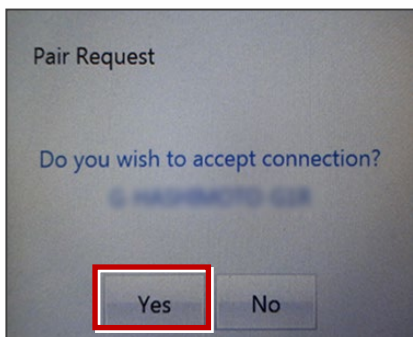 Pair Request
Do you wish to accept connection?
Yes
No